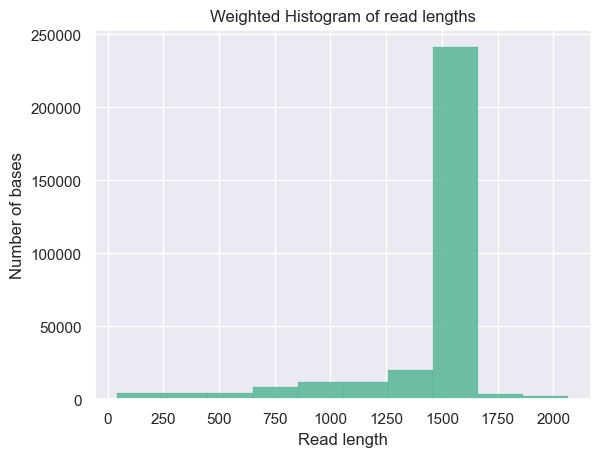 Weighted Histogram of read lengths
250000
200000
150000
100000
50000
0
Number of bases
0 250 500 750 1000 1250 1500 1750 2000
Read length